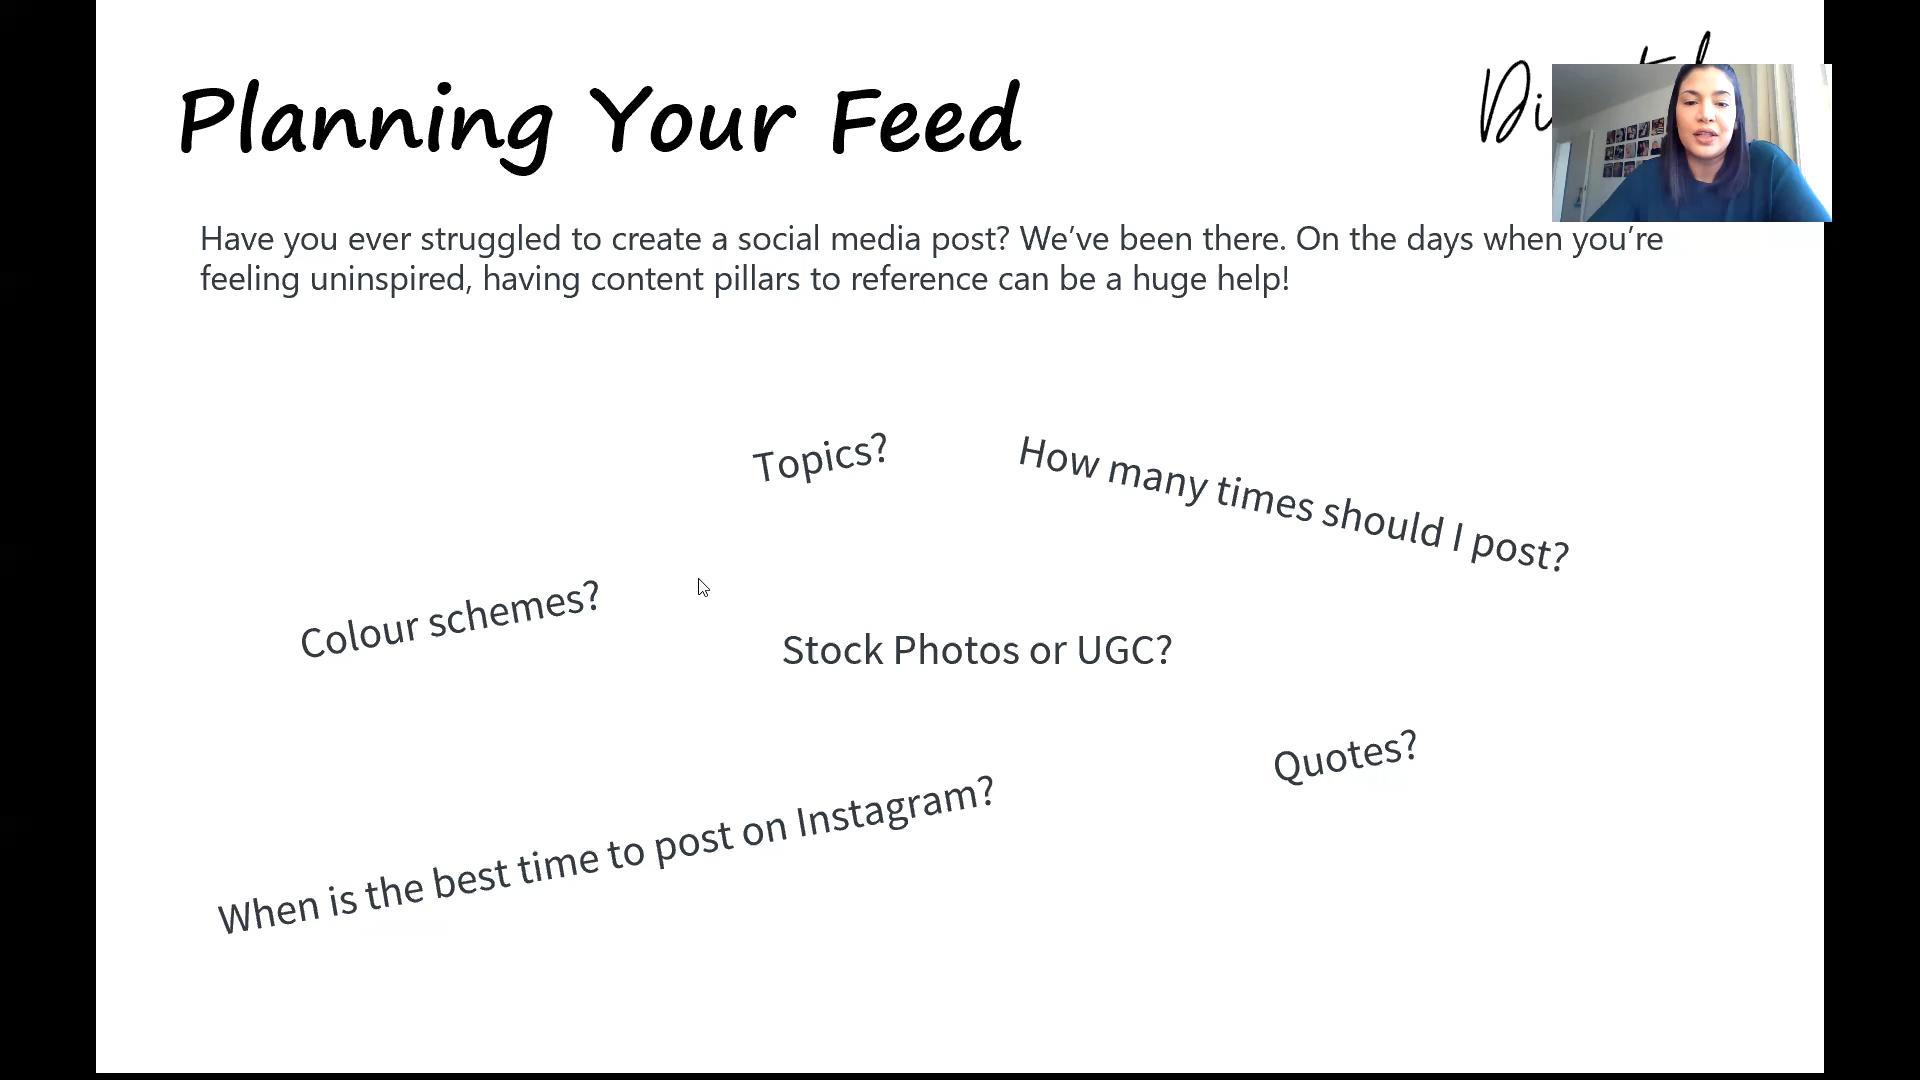 Planning Your Feed
Have you ever struggled to create a social media post? We’ve been there. On the days when you’re
feeling uninspired, having content pillars to reference can be a huge help!
Topics?
How many times should I post?
Colour schemes?
Stock Photos or UGC?
Quotes?
When is the best time to post on Instagram?